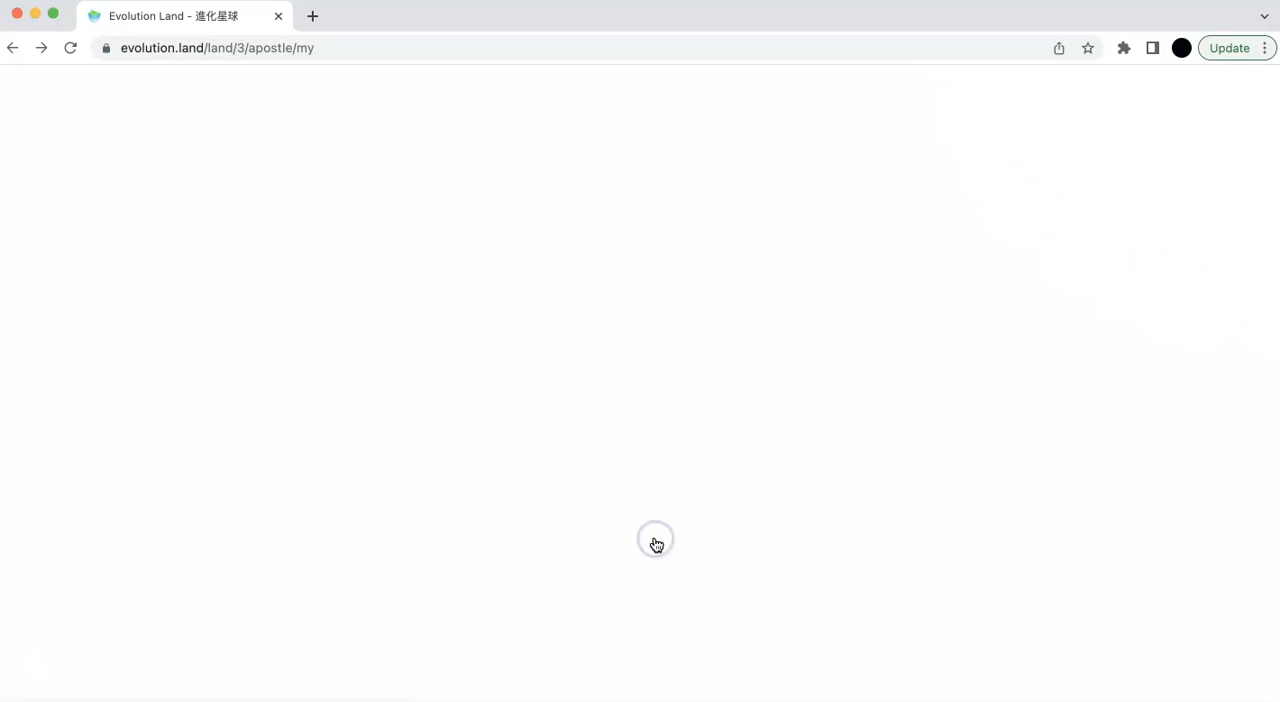 Evolution Land - 進化星球
evolution.land/land/3/apostle/my
Update